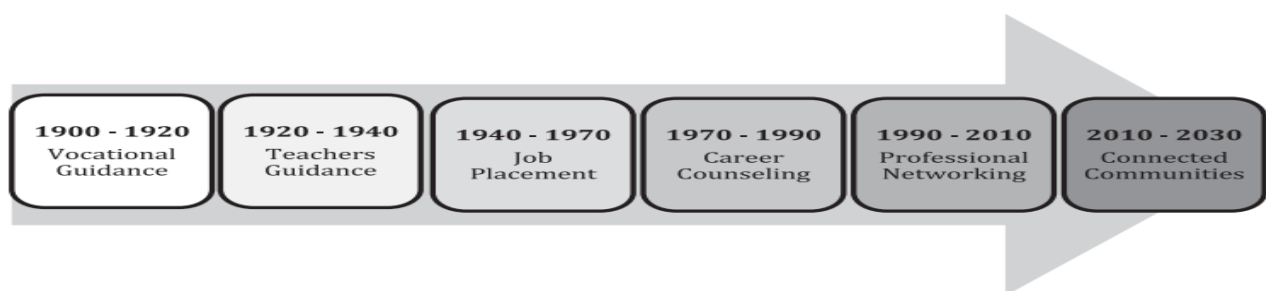 1900 - 1920
Vocational
Guidance
1920 - 1940
Teachers
Guidance
1940 - 1970
Job
Placement
1970 - 1990
Career
Counseling
1990 - 2010
Professional
Networking
2010 - 2030
Connected
Communities